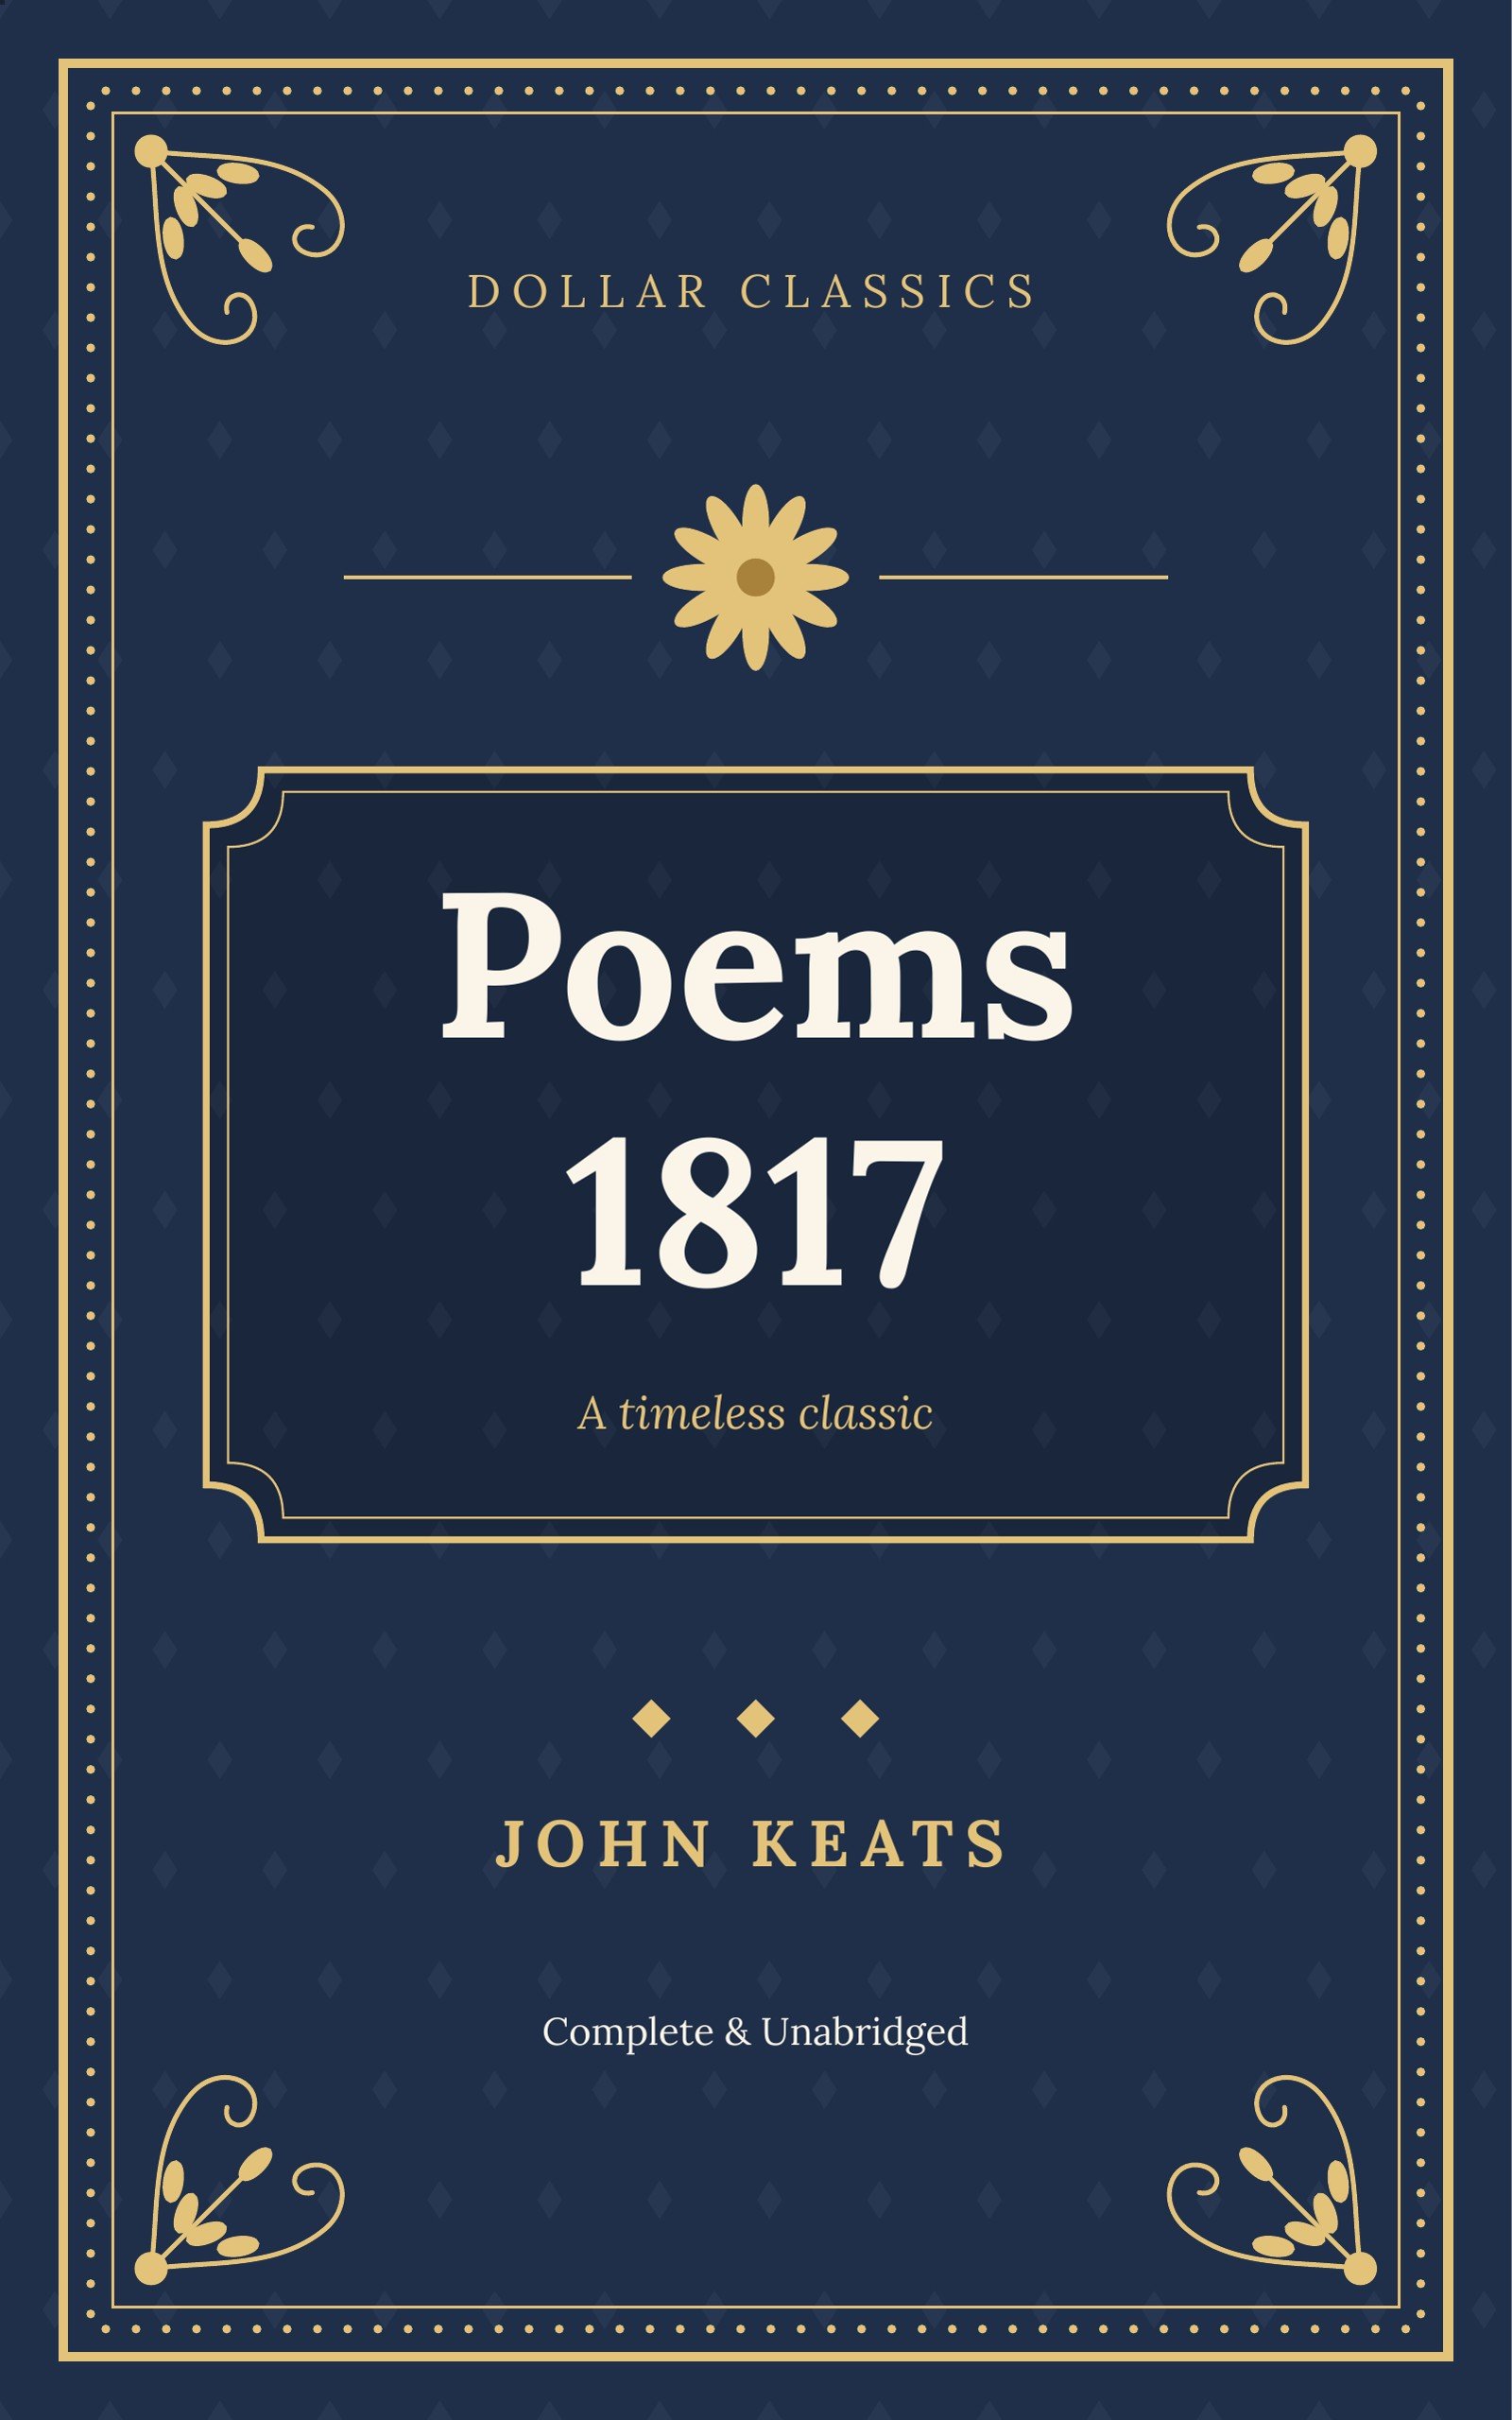 DOLLAR CLASSICS
Poems
1817
A timeless classic
JOHN KEATS
Complete & Unabridged